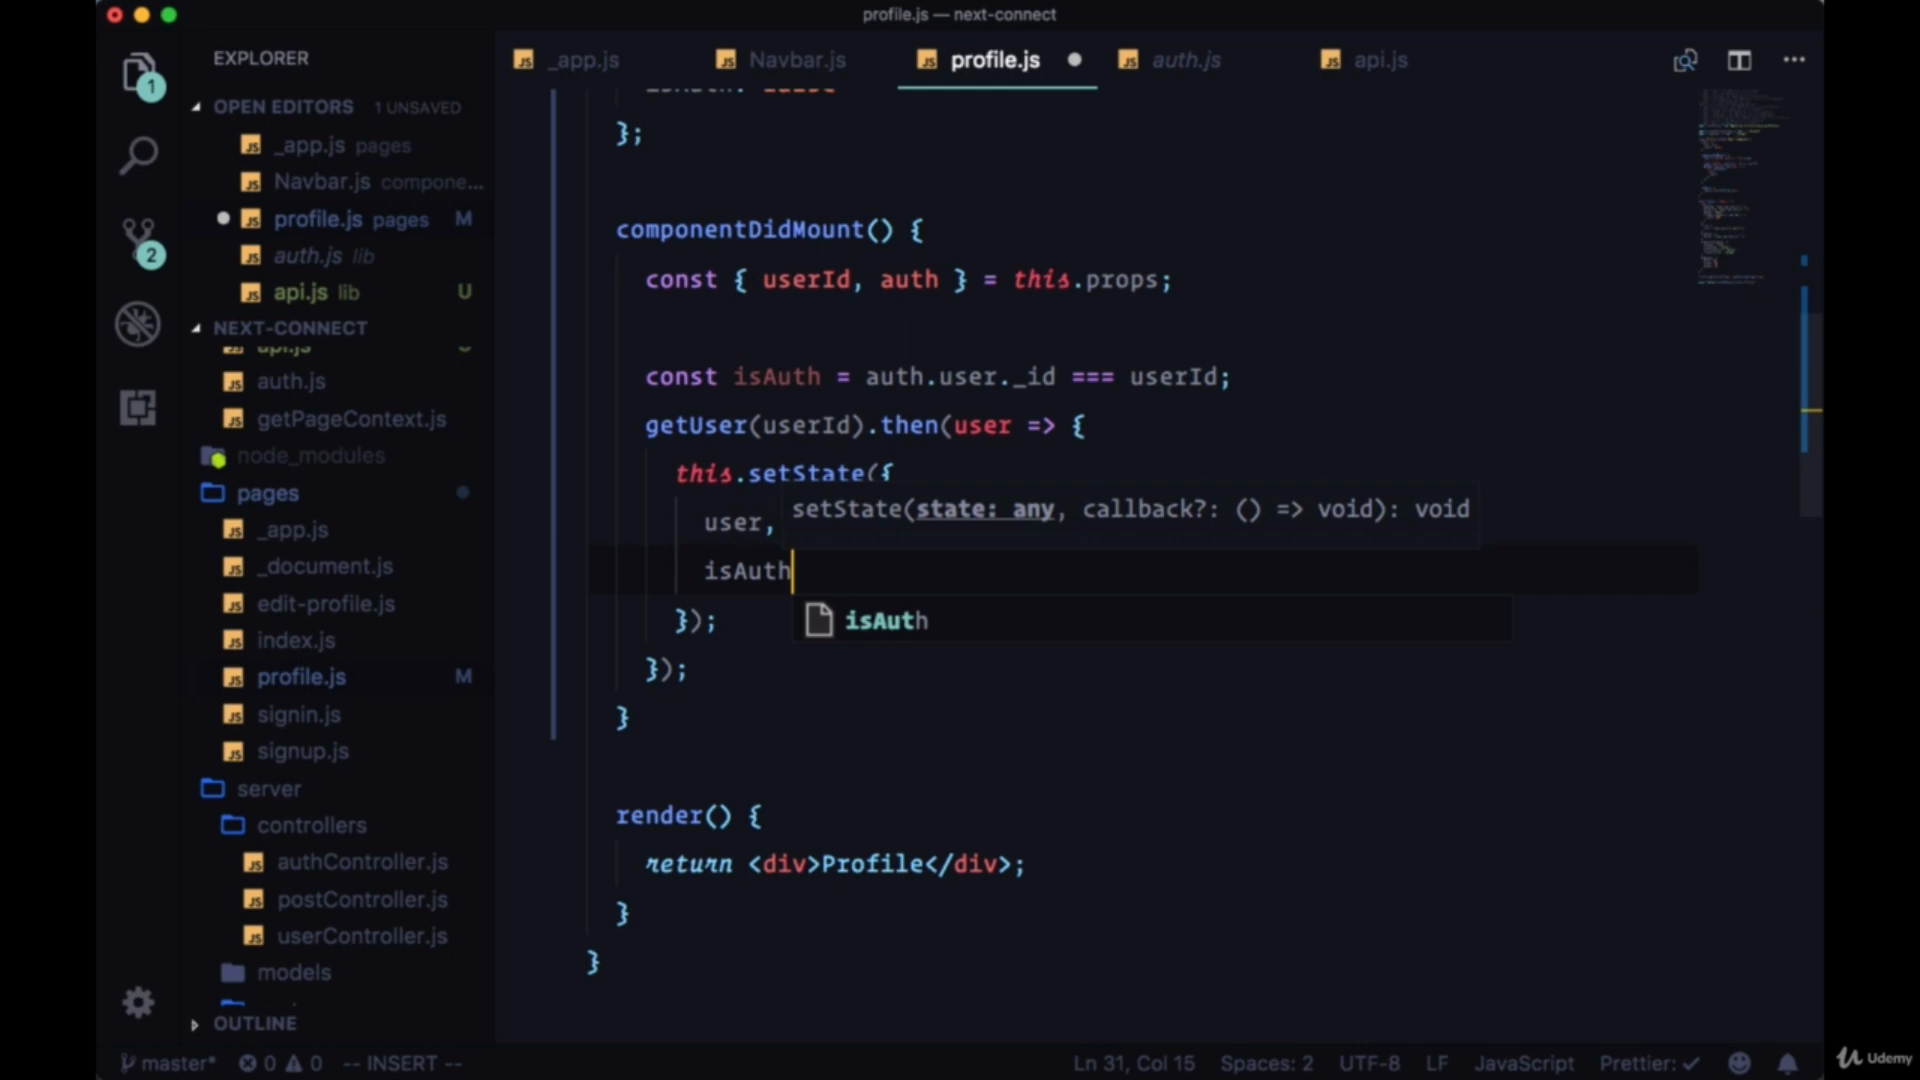 profile.js — next-connect
EXPLORER
OPEN EDITORS 1 UNSAVED
_app.js pages
Navbar.js compone...
profile.js pages M
auth.js lib
api.js lib U
NEXT-CONNECT
api.js
auth.js
getPageContext.js
node_modules
pages
_app.js
_document.js
edit-profile.js
index.js
profile.js M
signin.js
signup.js
server
controllers
authController.js
postController.js
userController.js
models
OUTLINE
1
2
_app.js
Navbar.js
profile.js
auth.js
api.js
};
componentDidMount() {
const { userId, auth } = this.props;
const isAuth = auth.user._id === userId;
getUser(userId).then(user => {
this.setState({
setState(state: any, callback?: () => void): void
user,
isAuth
isAuth
});
});
}
render() {
return <div>Profile</div>;
}
}
master* 0 0 -- INSERT --
Ln 31, Col 15 Spaces: 2 UTF-8 LF JavaScript Prettier: ✓
Udemy